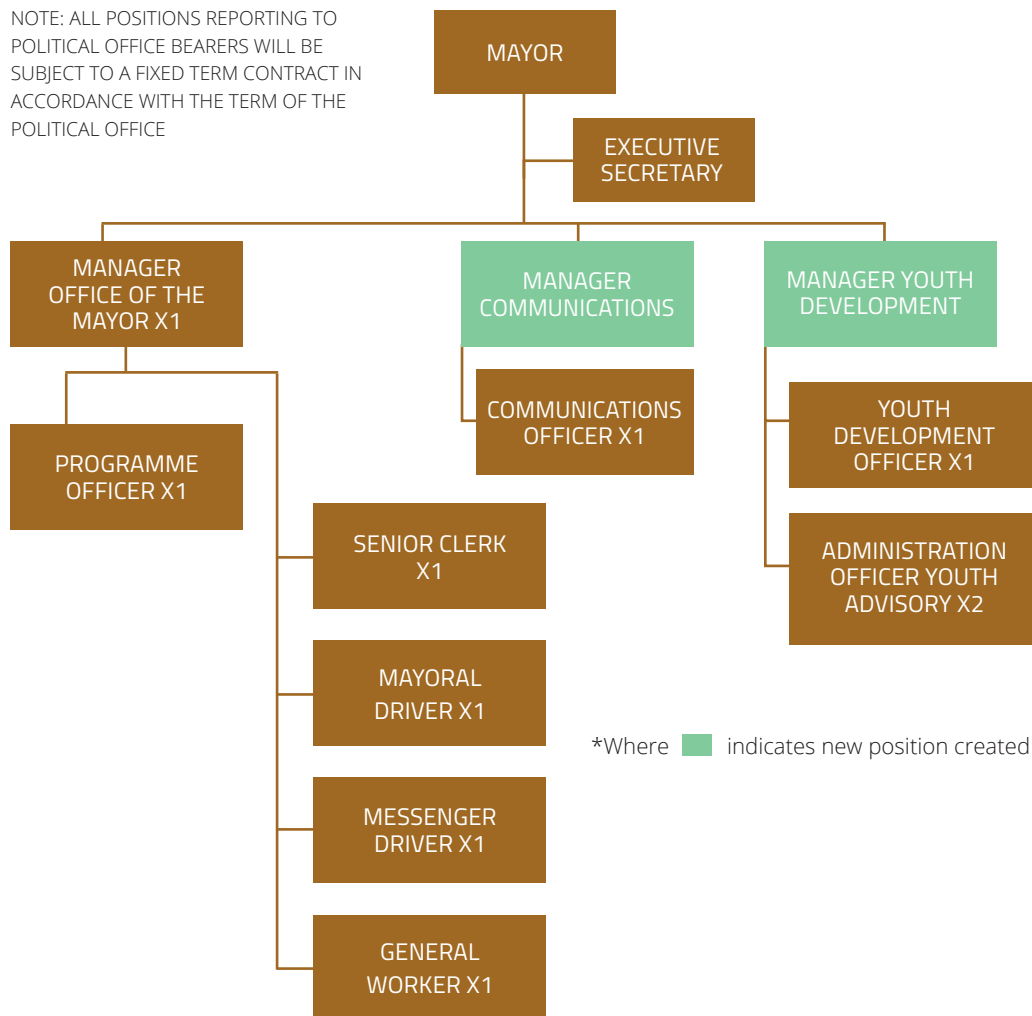 NOTE: ALL POSITIONS REPORTING TO
POLITICAL OFFICE BEARERS WILL BE
SUBJECT TO A FIXED TERM CONTRACT IN
ACCORDANCE WITH THE TERM OF THE
POLITICAL OFFICE
MAYOR
EXECUTIVE
SECRETARY
MANAGER
OFFICE OF THE
MAYOR X1
MANAGER
COMMUNICATIONS
MANAGER YOUTH
DEVELOPMENT
PROGRAMME
OFFICER X1
COMMUNICATIONS
OFFICER X1
YOUTH
DEVELOPMENT
OFFICER X1
SENIOR CLERK
X1
ADMINISTRATION
OFFICER YOUTH
ADVISORY X2
MAYORAL
DRIVER X1
*Where indicates new position created
MESSENGER
DRIVER X1
GENERAL
WORKER X1